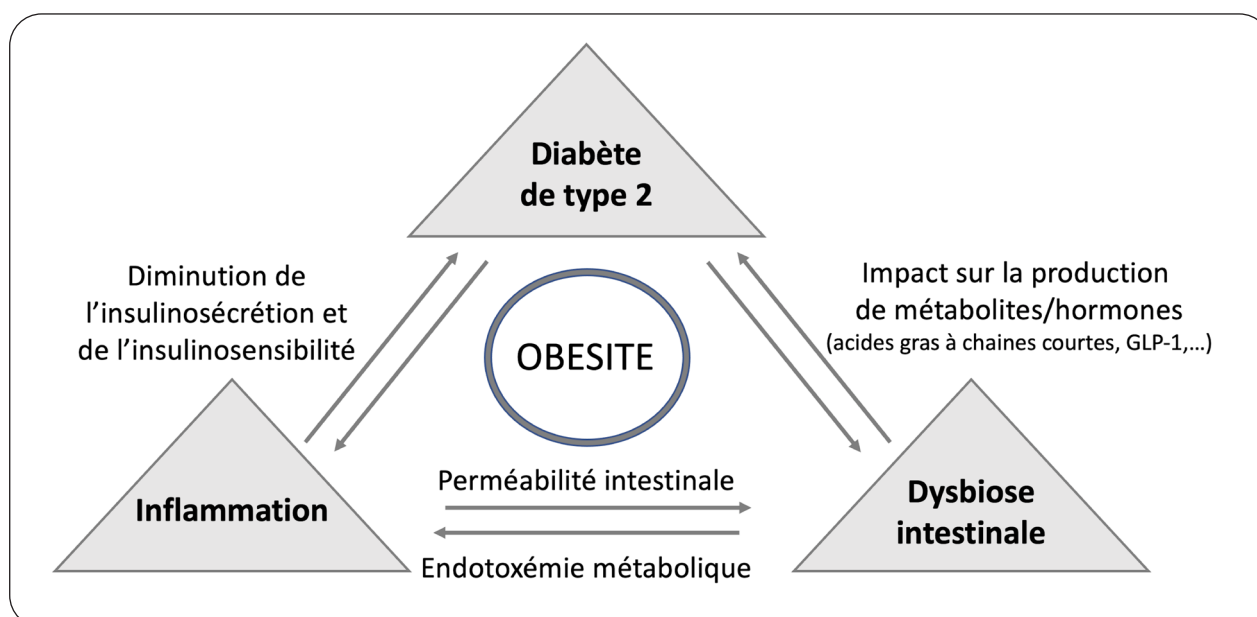 Diabète
de type 2
Diminution de
l’insulinosécrétion et
de l’insulinosensibilité
Impact sur la production
de métabolites/hormones
(acides gras à chaines courtes, GLP-1,...)
OBESITE
Inflammation
Perméabilité intestinale
Endotoxémie métabolique
Dysbiose
intestinale